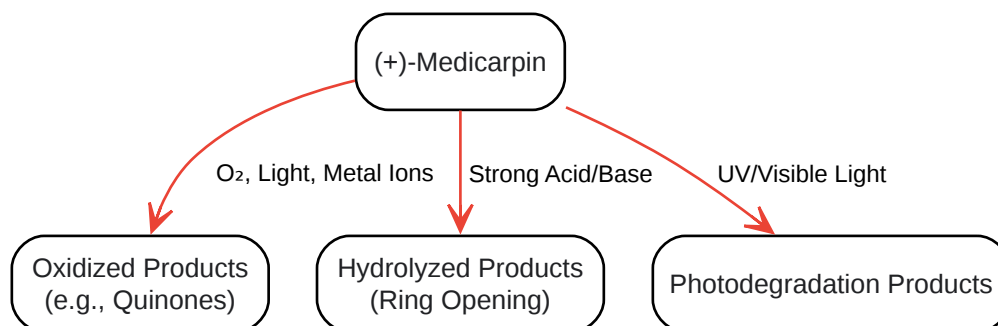 (+)-Medicarpin
O₂, Light, Metal Ions
Strong Acid/Base
UV/Visible Light
Oxidized Products
(e.g., Quinones)
Hydrolyzed Products
(Ring Opening)
Photodegradation Products